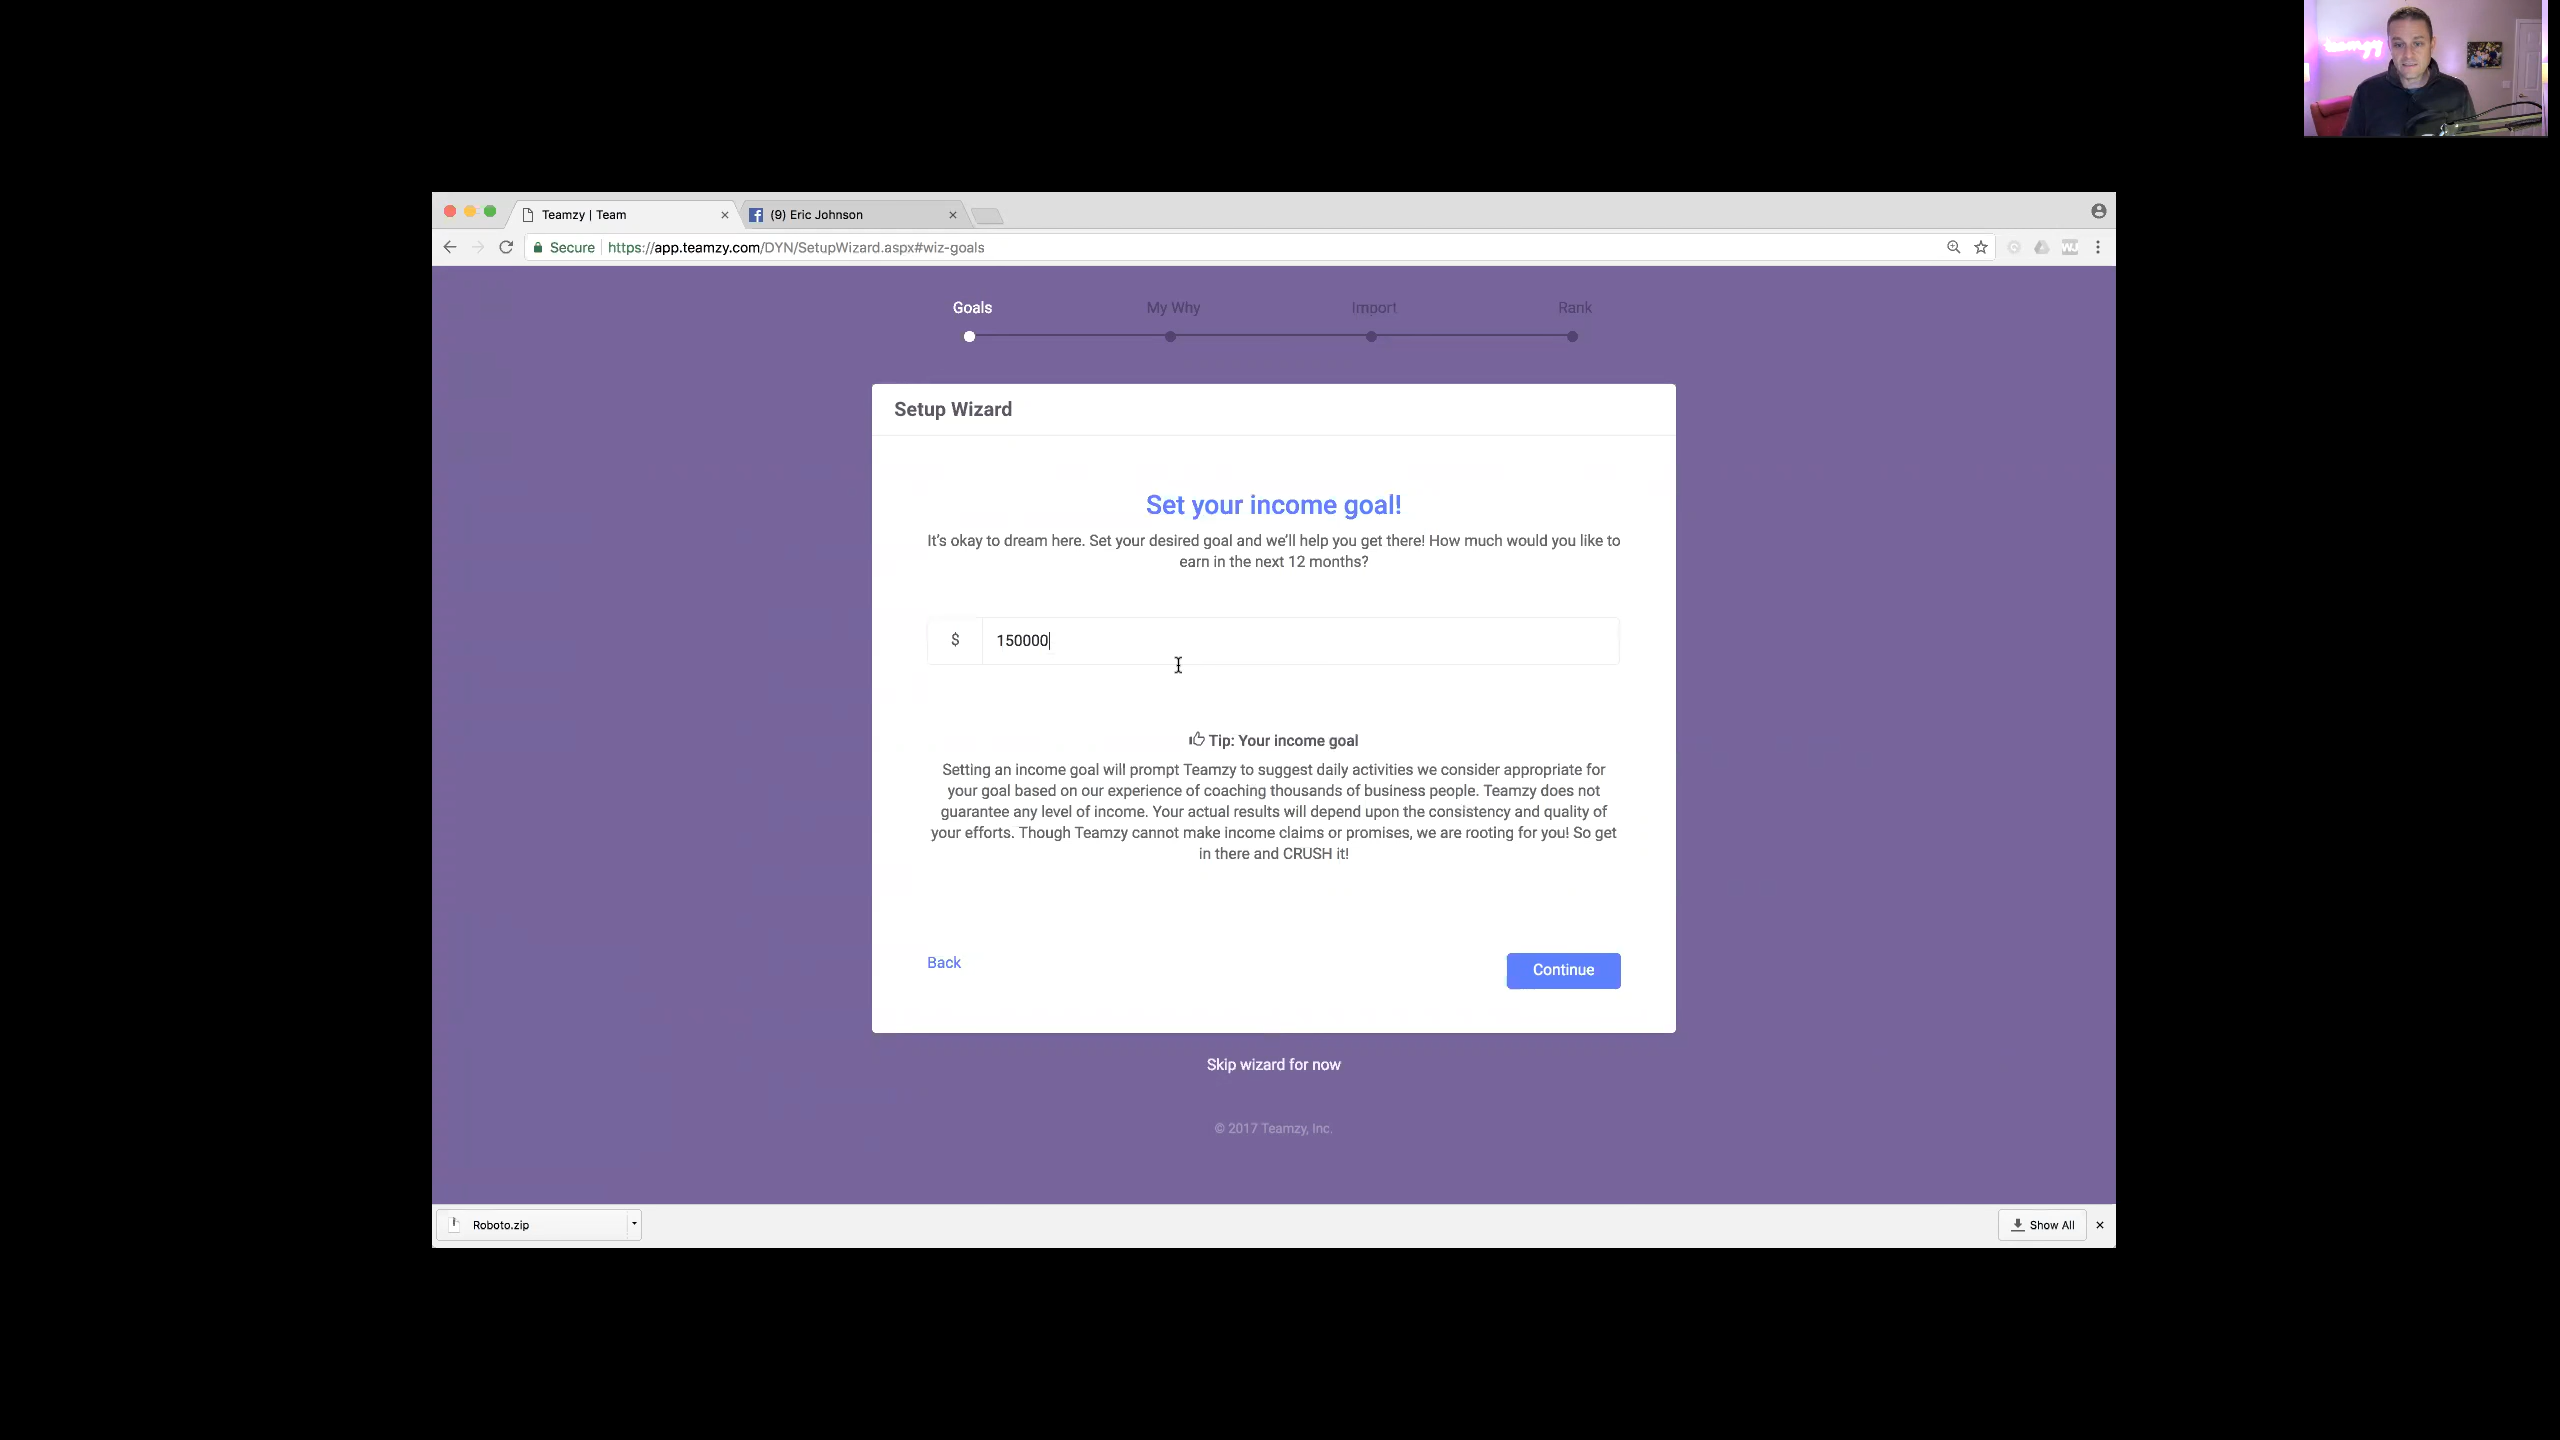 teamzy
Teamzy | Team
(9) Eric Johnson
Secure
https://app.teamzy.com/DYN/SetupWizard.aspx#wiz-goals
WJ
Goals
My Why
Import
Rank
Setup Wizard
Set your income goal!
It's okay to dream here. Set your desired goal and we'll help you get there! How much would you like to
earn in the next 12 months?
$
150000
Tip: Your income goal
Setting an income goal will prompt Teamzy to suggest daily activities we consider appropriate for
your goal based on our experience of coaching thousands of business people. Teamzy does not
guarantee any level of income. Your actual results will depend upon the consistency and quality of
your efforts. Though Teamzy cannot make income claims or promises, we are rooting for you! So get
in there and CRUSH it!
Back
Continue
Skip wizard for now
© 2017 Teamzy, Inc.
Roboto.zip
Show All